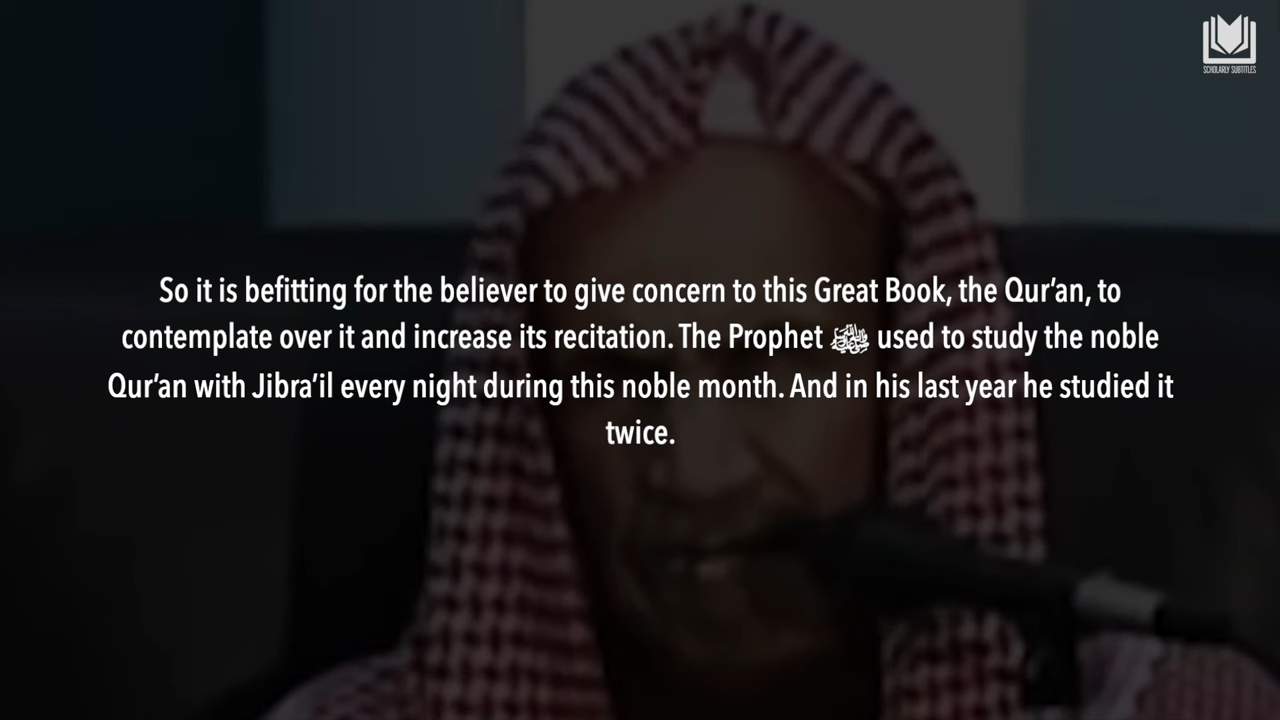 SCHOLARLY SUBTITLES
So it is befitting for the believer to give concern to this Great Book, the Qur’an, to
contemplate over it and increase its recitation. The Prophet ﷺ used to study the noble
Qur’an with Jibra’il every night during this noble month. And in his last year he studied it
twice.